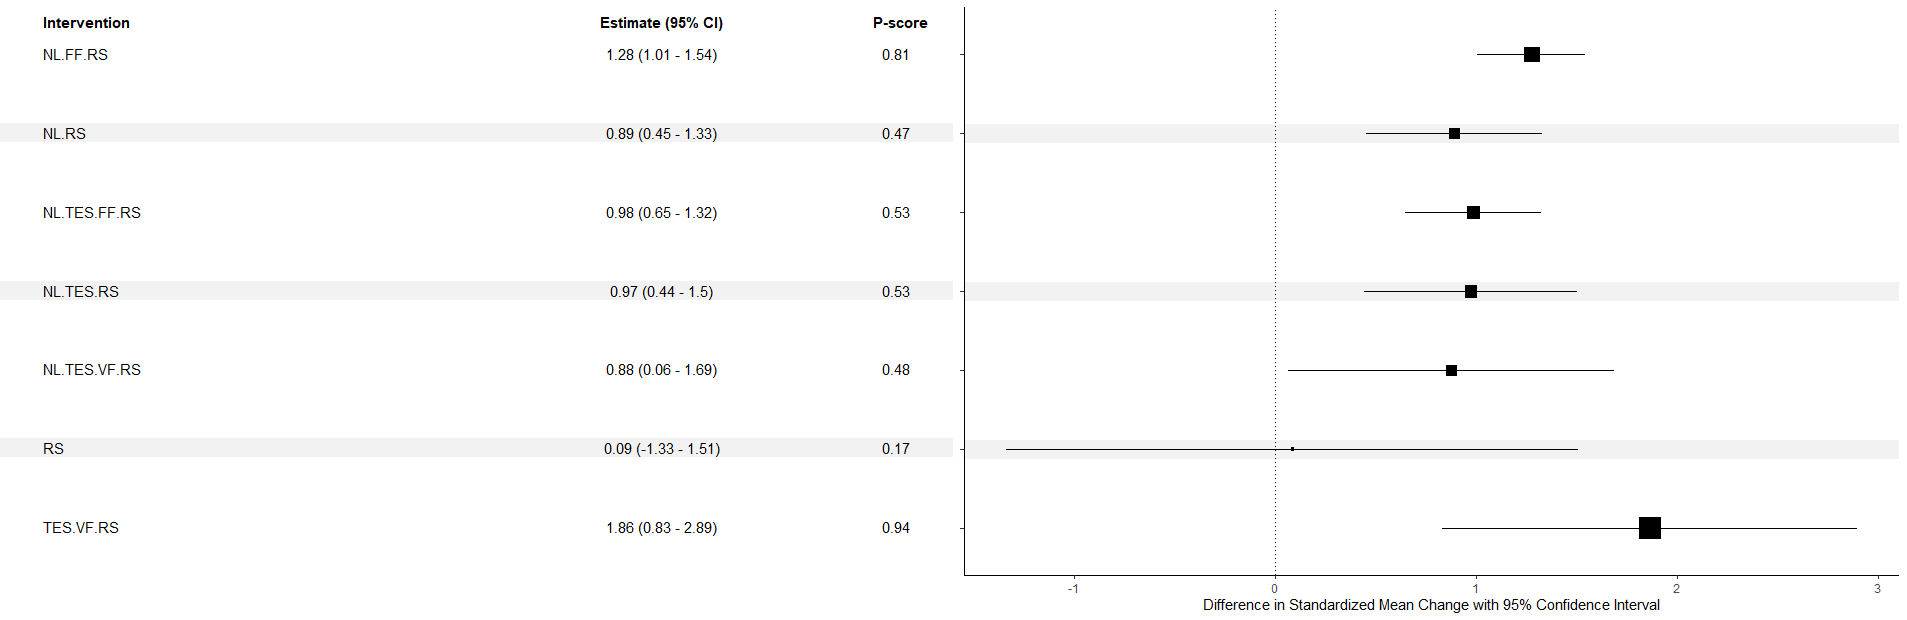 Intervention Estimate (95% CI) P-score
NL.FF.RS 1.28 (1.01 - 1.54) 0.81
NL.RS 0.89 (0.45 - 1.33) 0.47
NL.TES.FF.RS 0.98 (0.65 - 1.32) 0.53
NL.TES.RS 0.97 (0.44 - 1.5) 0.53
NL.TES.VF.RS 0.88 (0.06 - 1.69) 0.48
RS 0.09 (-1.33 - 1.51) 0.17
TES.VF.RS 1.86 (0.83 - 2.89) 0.94
-1 0 1 2 3
Difference in Standardized Mean Change with 95% Confidence Interval